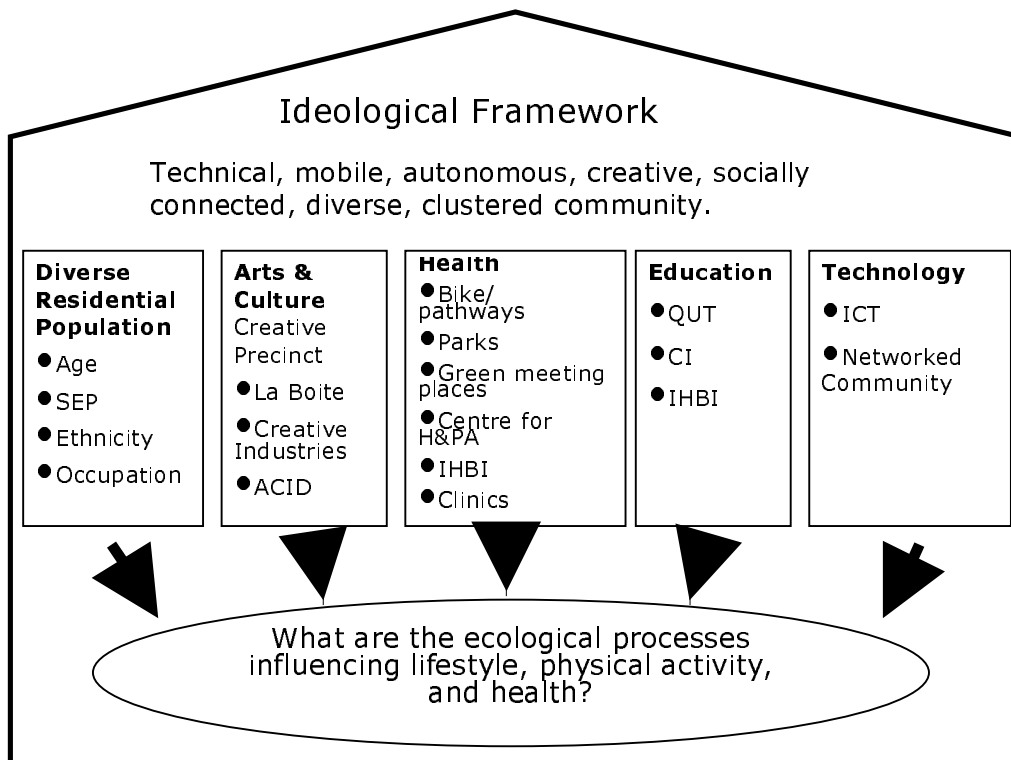 Ideological Framework
Technical, mobile, autonomous, creative, socially
connected, diverse, clustered community.
Diverse
Residential
Population
● Age
● SEP
● Ethnicity
● Occupation
Arts &
Culture
Creative
Precinct
● La Boite
● Creative
Industries
● ACID
Health
● Bike/
pathways
● Parks
● Green meeting
places
● Centre for
H&PA
● IHBI
● Clinics
Education
● QUT
● CI
● IHBI
Technology
● ICT
● Networked
Community
What are the ecological processes
influencing lifestyle, physical activity,
and health?